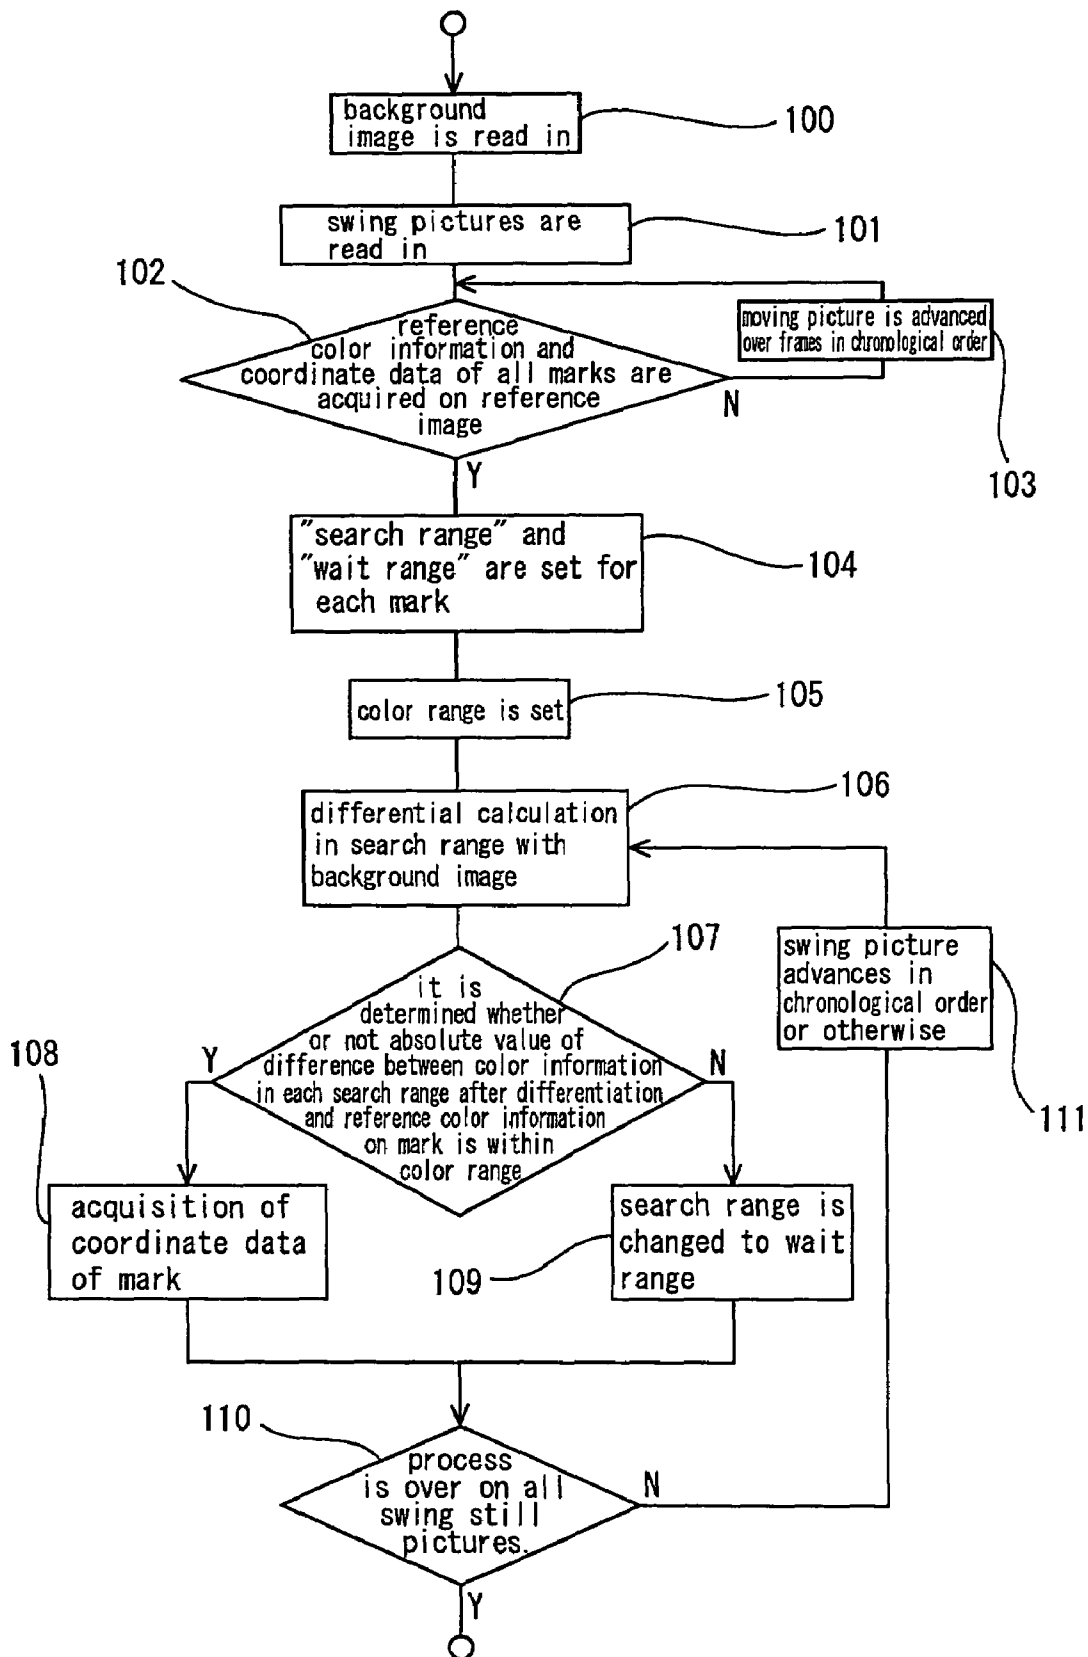 background
image is read in
100
swing pictures are
read in
101
102
reference
color information and
coordinate data of all marks are
acquired on reference
image
moving picture is advanced
over frames in chronological order
N
103
Y
"search range" and
"wait range" are set for
each mark
104
color range is set
105
106
differential calculation
in search range with
background image
107
it is
determined whether
or not absolute value of
difference between color information
in each search range after differentiation
and reference color information
on mark is within
color range
swing picture
advances in
chronological order
or otherwise
111
Y
N
108
acquisition of
coordinate data
of mark
search range is
changed to wait
range
109
110
process
is over on all
swing still
pictures.
N
Y